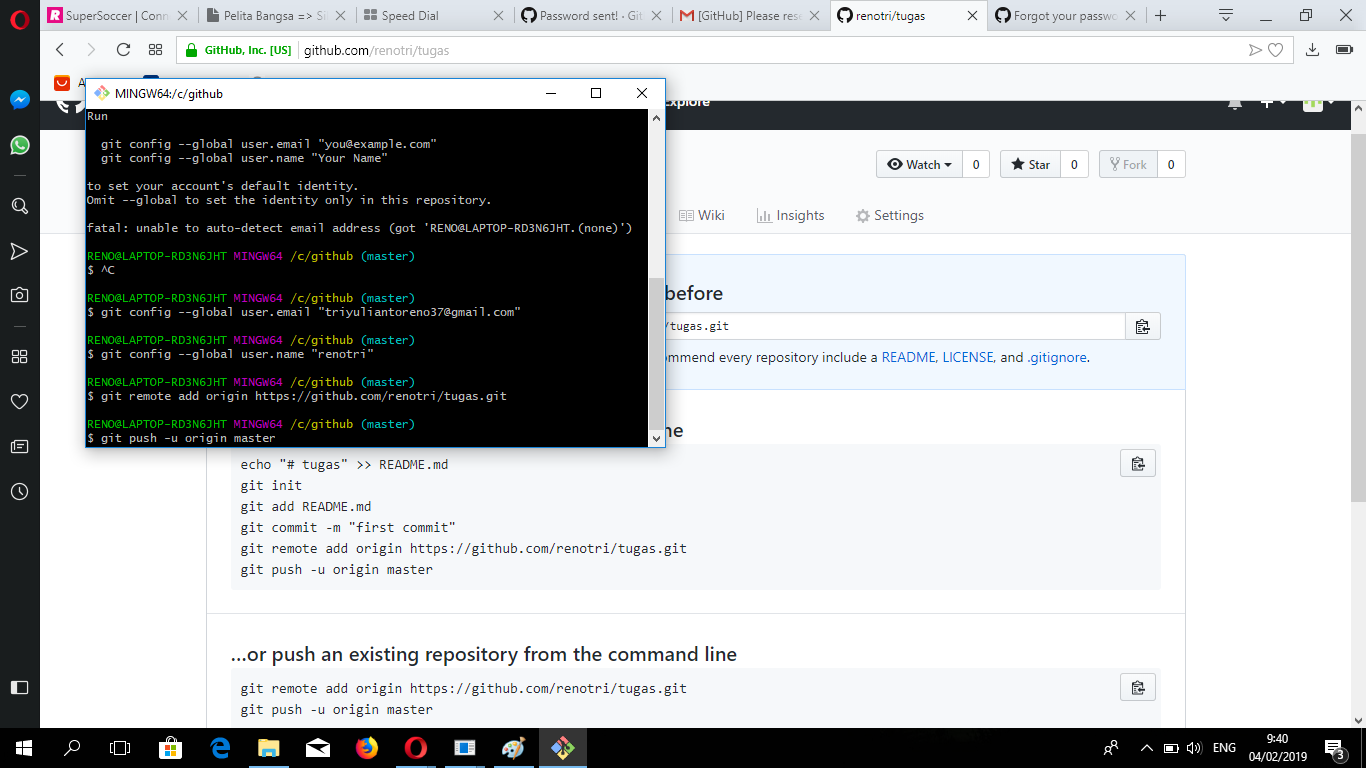 SuperSoccer | Conn
Pelita Bangsa => Si
Speed Dial
Password sent! · Git
[GitHub] Please rese
renotri/tugas
Forgot your passwo
GitHub, Inc. [US]
github.com/renotri/tugas
A
MINGW64:/c/github
Explore
Run
git config --global user.email "you@example.com"
git config --global user.name "Your Name"
to set your account's default identity.
Omit --global to set the identity only in this repository.
fatal: unable to auto-detect email address (got 'RENO@LAPTOP-RD3N6JHT.(none)')
RENO@LAPTOP-RD3N6JHT MINGW64 /c/github (master)
$ ^C
RENO@LAPTOP-RD3N6JHT MINGW64 /c/github (master)
$ git config --global user.email "triyuliantoreno37@gmail.com"
RENO@LAPTOP-RD3N6JHT MINGW64 /c/github (master)
$ git config --global user.name "renotri"
RENO@LAPTOP-RD3N6JHT MINGW64 /c/github (master)
$ git remote add origin https://github.com/renotri/tugas.git
RENO@LAPTOP-RD3N6JHT MINGW64 /c/github (master)
$ git push -u origin master
Watch 0
Star 0
Fork 0
Wiki
Insights
Settings
before
/tugas.git
ommend every repository include a README, LICENSE, and .gitignore.
ne
echo "# tugas" >> README.md
git init
git add README.md
git commit -m "first commit"
git remote add origin https://github.com/renotri/tugas.git
git push -u origin master
...or push an existing repository from the command line
git remote add origin https://github.com/renotri/tugas.git
git push -u origin master
ENG
9:40
04/02/2019
3